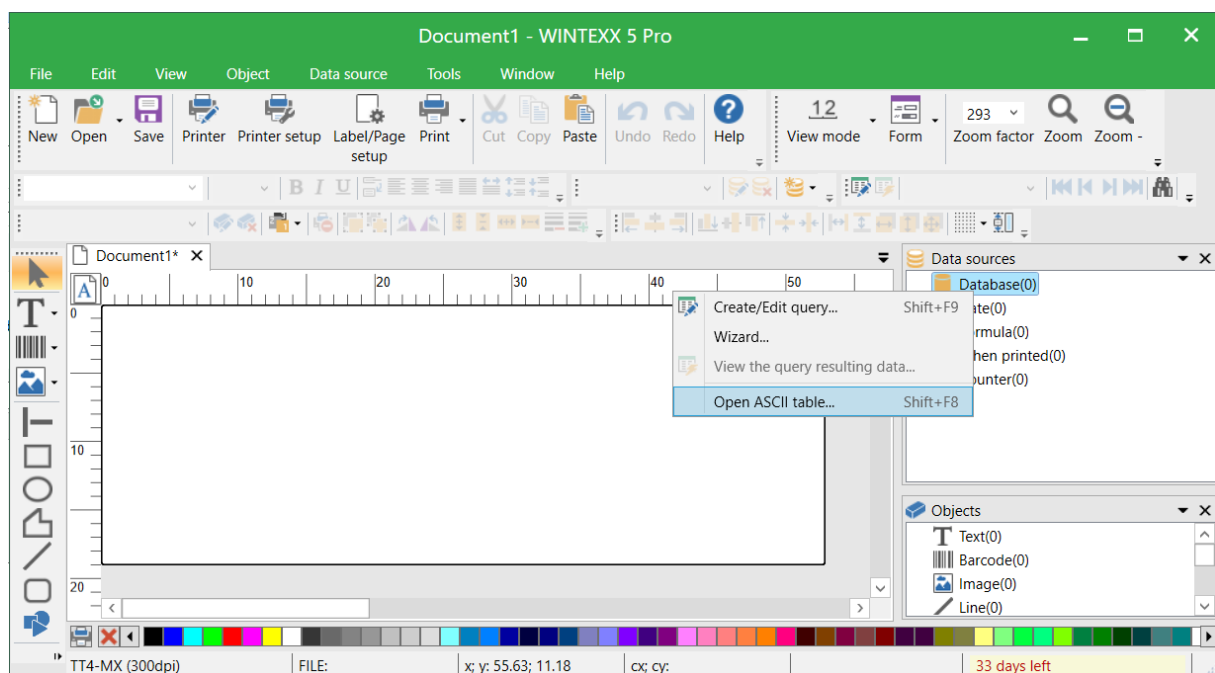 Document1 - WINTEXX 5 Pro
File Edit View Object Data source Tools Window Help
New Open Save Printer Printer setup Label/Page setup Print Cut Copy Paste Undo Redo Help 12 View mode Form 293 Zoom factor Zoom Zoom -
B I U
Document1*
Data sources
A 0 10 20 30 40 50
Database(0)
Create/Edit query... Shift+F9
ate(0)
Wizard...
rmula(0)
View the query resulting data...
hen printed(0)
Open ASCII table... Shift+F8
ounter(0)
T
0
10
20
Objects
T Text(0)
Barcode(0)
Image(0)
Line(0)
TT4-MX (300dpi) FILE: x; y: 55.63; 11.18 cx; cy: 33 days left